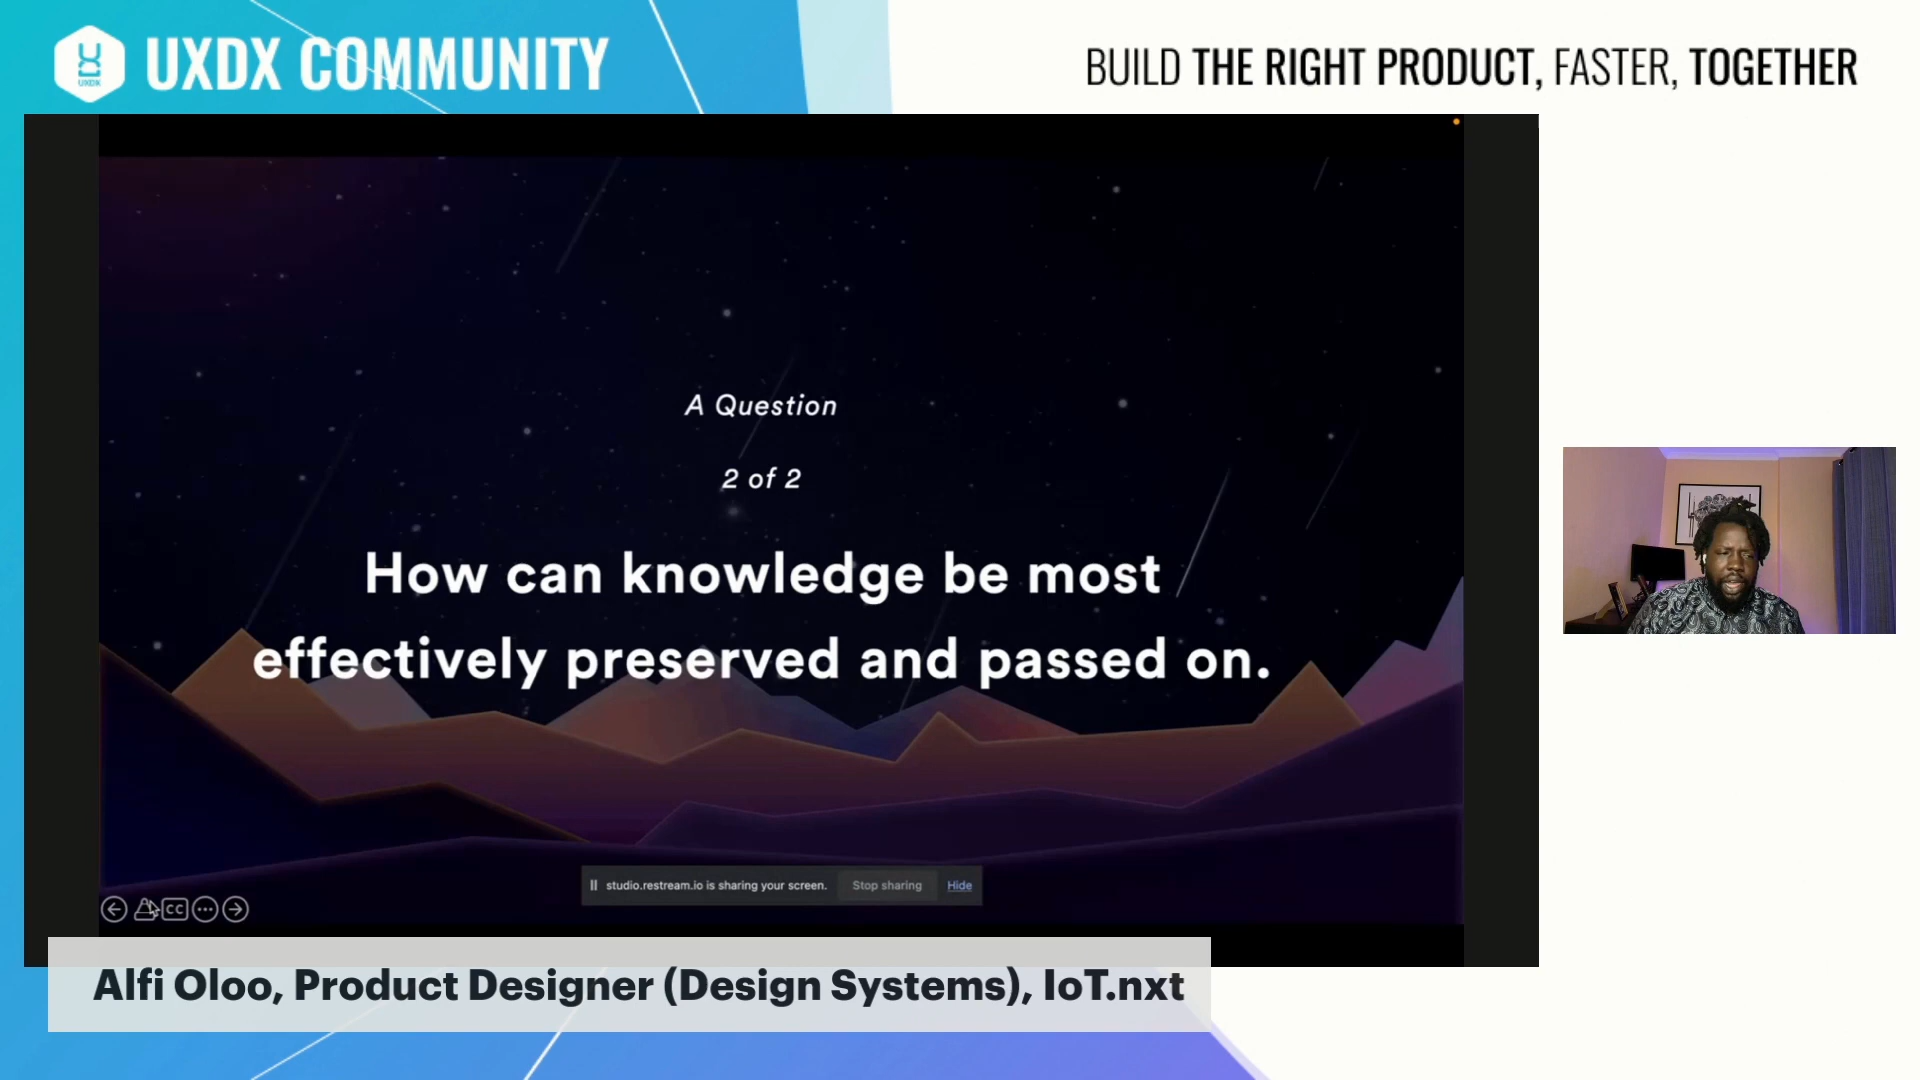 UXDX COMMUNITY
UXDX
BUILD THE RIGHT PRODUCT, FASTER, TOGETHER
A Question
2 of 2
How can knowledge be most
effectively preserved and passed on.
studio.restream.io is sharing your screen. Stop sharing Hide
CC
Alfi Oloo, Product Designer (Design Systems), IoT.nxt